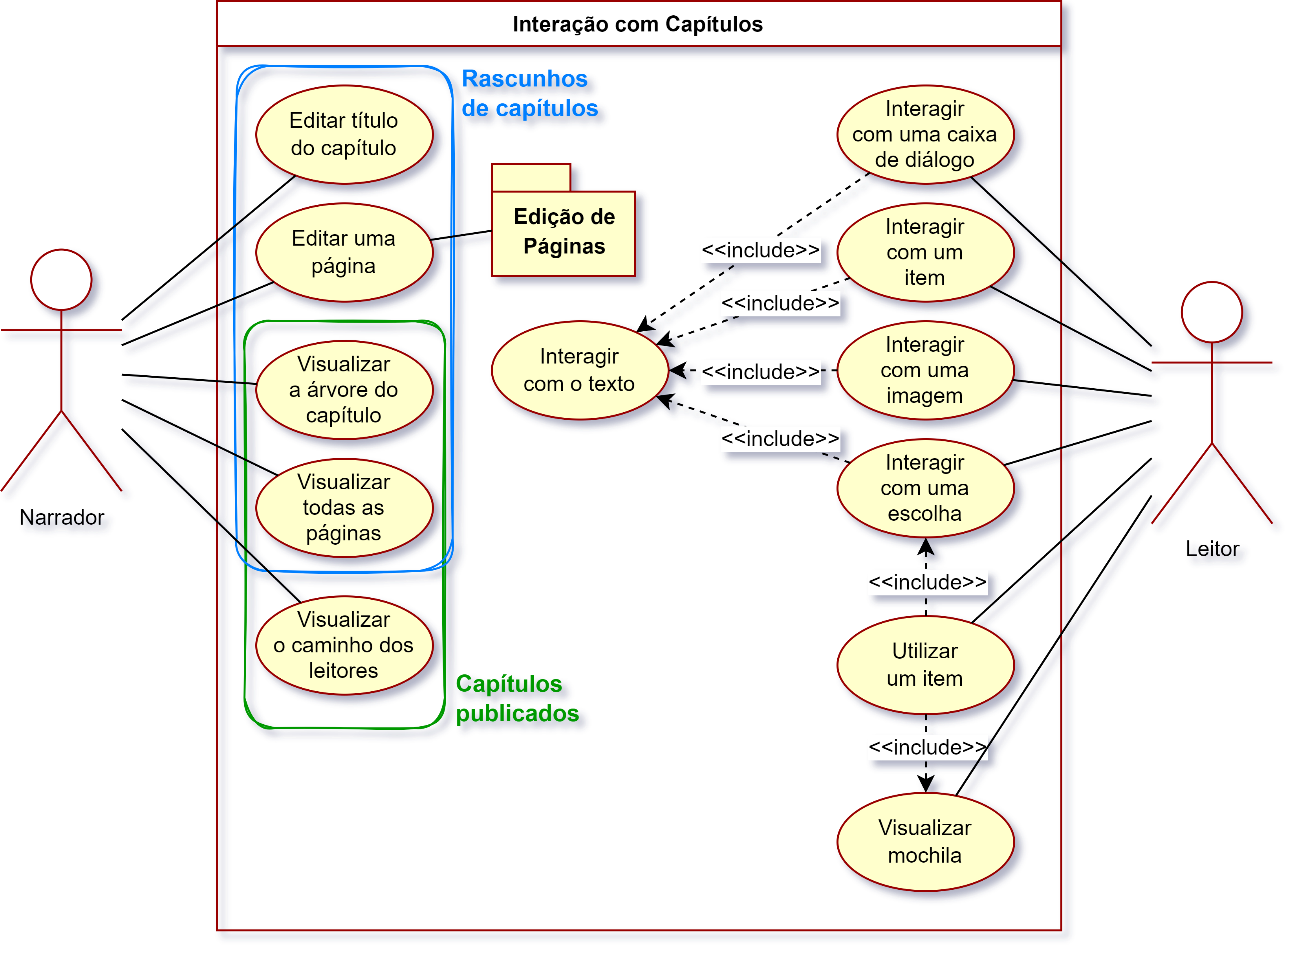 Interação com Capítulos
Rascunhos
de capítulos
Editar título
do capítulo
Editar uma
página
Edição de
Páginas
Visualizar
a árvore do
capítulo
Visualizar
todas as
páginas
Visualizar
o caminho dos
leitores
Capítulos
publicados
Narrador
Interagir
com o texto
<<include>>
<<include>>
<<include>>
<<include>>
Interagir
com uma caixa
de diálogo
Interagir
com um
item
Interagir
com uma
imagem
Interagir
com uma
escolha
<<include>>
Utilizar
um item
<<include>>
Visualizar
mochila
Leitor